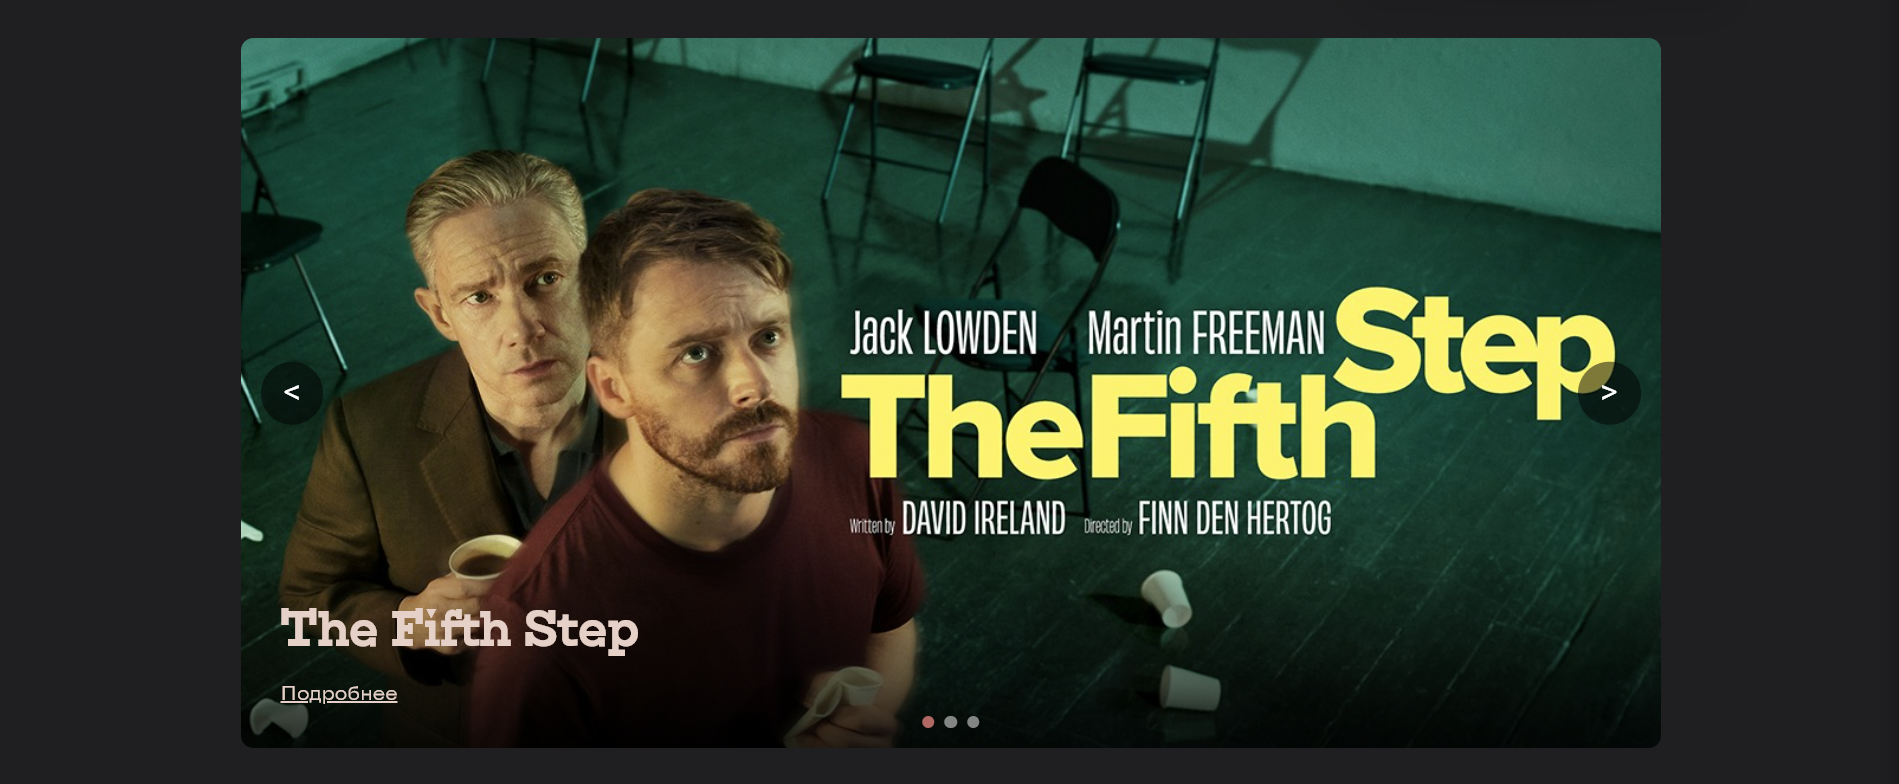 Jack LOWDEN Martin FREEMAN
The Fifth Step
Written by DAVID IRELAND Directed by FINN DEN HERTOG
<
>
The Fifth Step
Подробнее